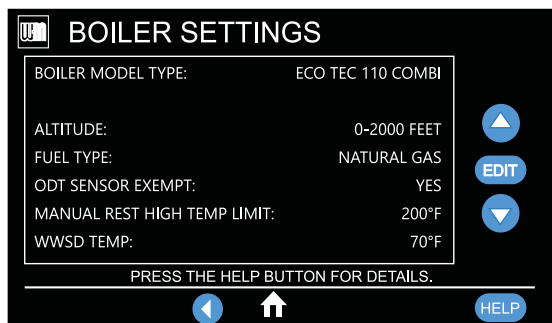 WM BOILER SETTINGS
BOILER MODEL TYPE: ECO TEC 110 COMBI
ALTITUDE: 0-2000 FEET
FUEL TYPE: NATURAL GAS
EDIT
ODT SENSOR EXEMPT: YES
MANUAL REST HIGH TEMP LIMIT: 200°F
WWSD TEMP: 70°F
PRESS THE HELP BUTTON FOR DETAILS.
HELP